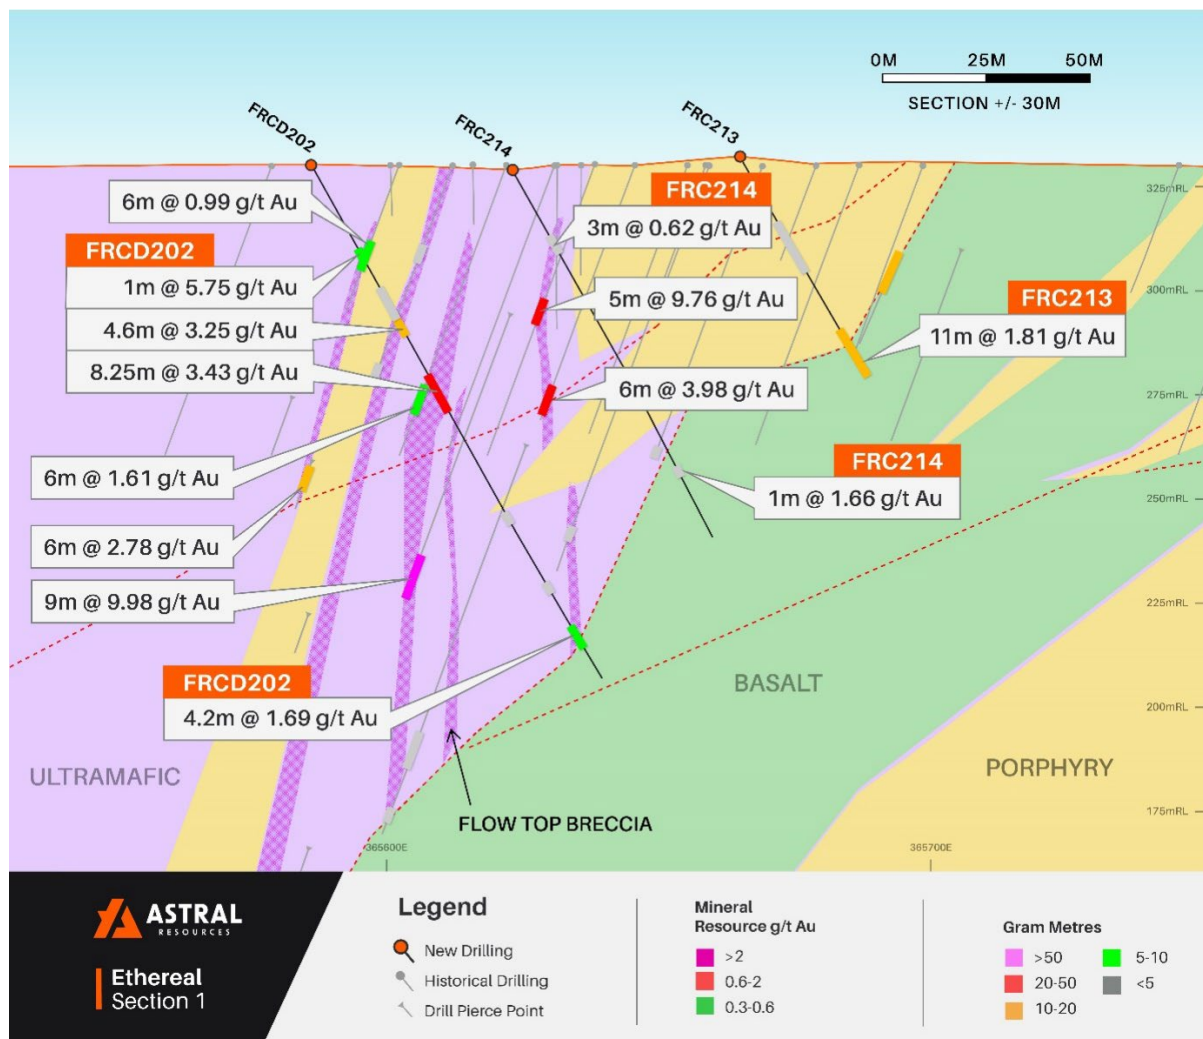 0M 25M 50M
SECTION +/- 30M
FRCD202
FRC214
FRC213
6m @ 0.99 g/t Au
FRCD202
1m @ 5.75 g/t Au
4.6m @ 3.25 g/t Au
8.25m @ 3.43 g/t Au
6m @ 1.61 g/t Au
6m @ 2.78 g/t Au
9m @ 9.98 g/t Au
FRCD202
4.2m @ 1.69 g/t Au
FRC214
3m @ 0.62 g/t Au
5m @ 9.76 g/t Au
6m @ 3.98 g/t Au
FRC213
11m @ 1.81 g/t Au
FRC214
1m @ 1.66 g/t Au
325mRL
300mRL
275mRL
250mRL
225mRL
200mRL
175mRL
ULTRAMAFIC
BASALT
PORPHYRY
FLOW TOP BRECCIA
365600E
365700E
ASTRAL
RESOURCES
Ethereal
Section 1
Legend
New Drilling
Historical Drilling
Drill Pierce Point
Mineral
Resource g/t Au
>2
0.6-2
0.3-0.6
Gram Metres
>50
20-50
10-20
5-10
<5